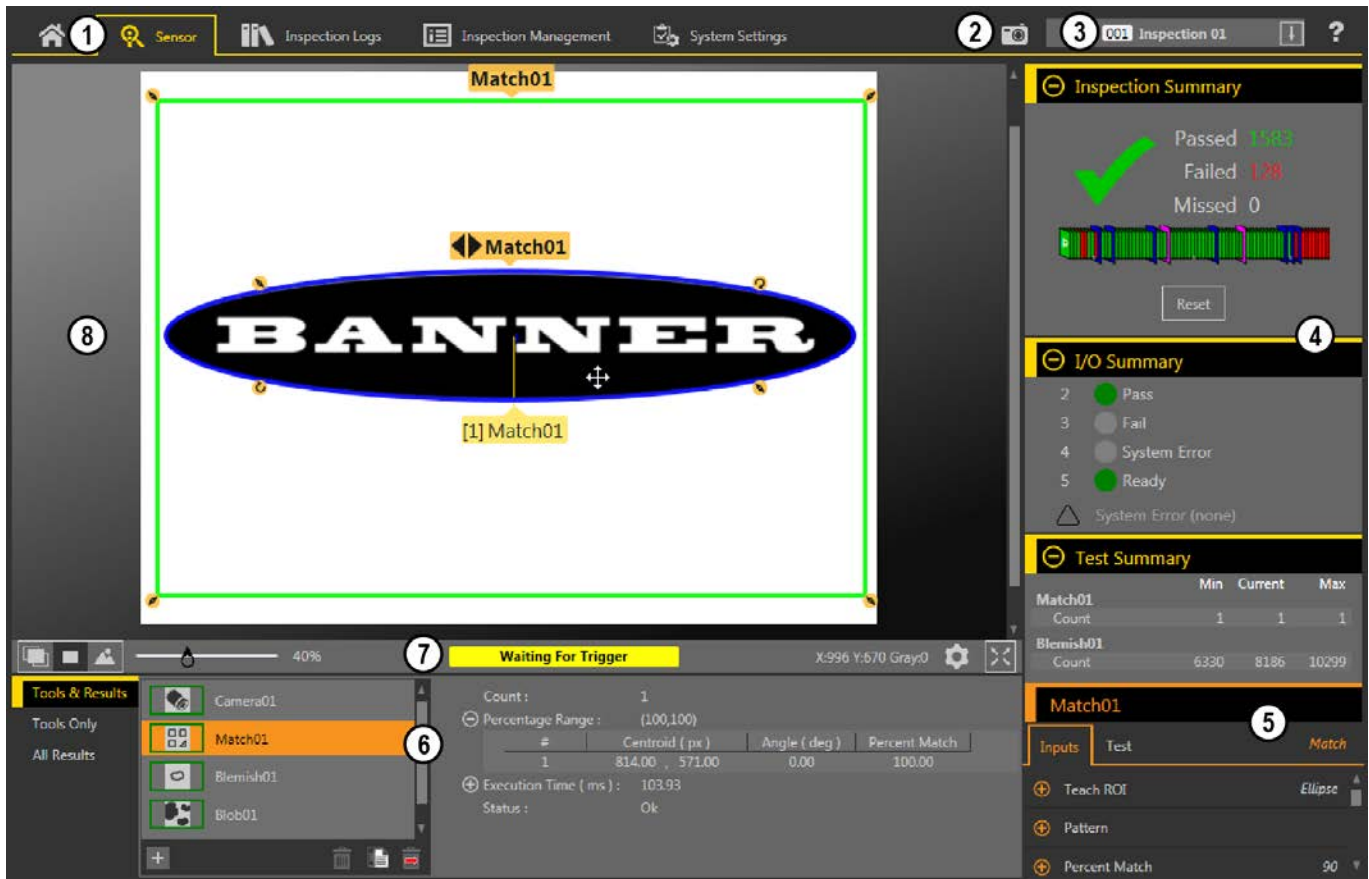 1 Sensor Inspection Logs Inspection Management System Settings 2 3 001 Inspection 01 ?
Match01
Match01
BANNER
[1] Match01
8
Inspection Summary
Passed 1583
Failed 128
Missed 0
Reset
4
I/O Summary
2 Pass
3 Fail
4 System Error
5 Ready
System Error (none)
Test Summary
Min Current Max
Match01
Count 1 1 1
Blemish01
Count 6330 8186 10299
40% 7 Waiting For Trigger X:996 Y:670 Gray:0
Tools & Results
Tools Only
All Results
Camera01
Match01
Blemish01
Blob01
6
Count : 1
Percentage Range : (100,100)
# Centroid ( px ) Angle ( deg ) Percent Match
1 814.00 , 571.00 0.00 100.00
Execution Time ( ms ) : 103.93
Status : Ok
Match01
5
Inputs Test Match
Teach ROI Ellipse
Pattern
Percent Match 90